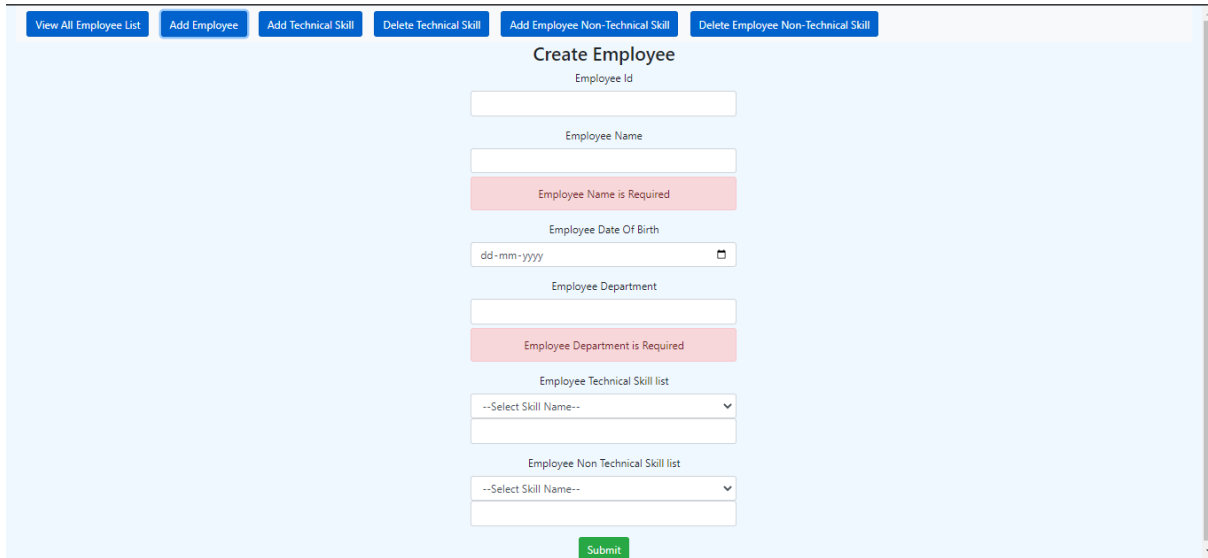 View All Employee List Add Employee Add Technical Skill Delete Technical Skill Add Employee Non-Technical Skill Delete Employee Non-Technical Skill
Create Employee
Employee Id
Employee Name
Employee Name is Required
Employee Date Of Birth
dd-mm-yyyy
Employee Department
Employee Department is Required
Employee Technical Skill list
--Select Skill Name--
Employee Non Technical Skill list
--Select Skill Name--
Submit